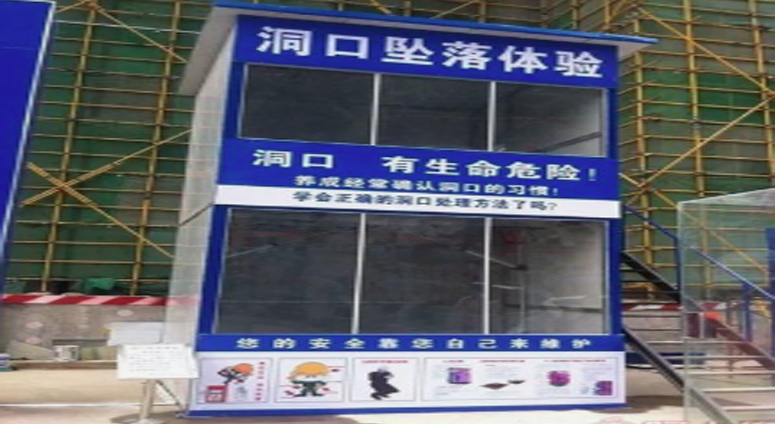 洞口坠落体验
洞口 有生命危险!
养成经常确认洞口的习惯!
学会正确的洞口处理方法了吗?
您的安全靠您自己来维护